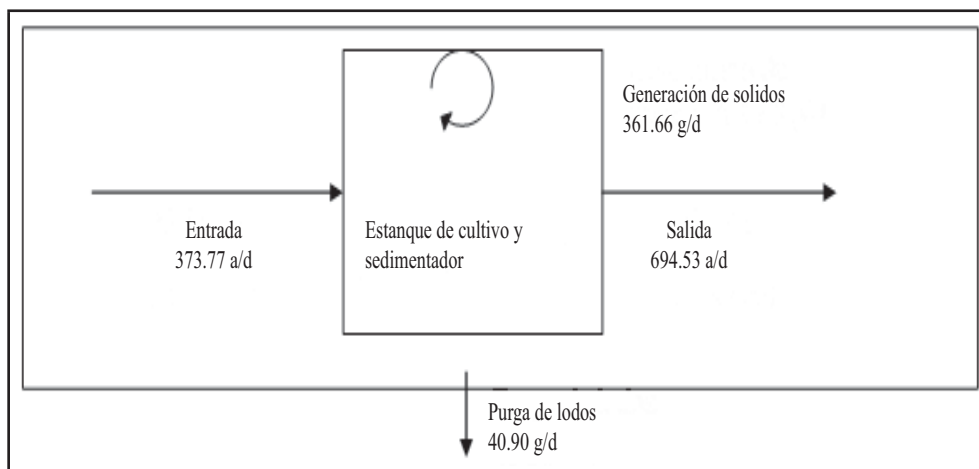 Generación de solidos
361.66 g/d
Entrada
373.77 a/d
Estanque de cultivo y
sedimentador
Salida
694.53 a/d
Purga de lodos
40.90 g/d